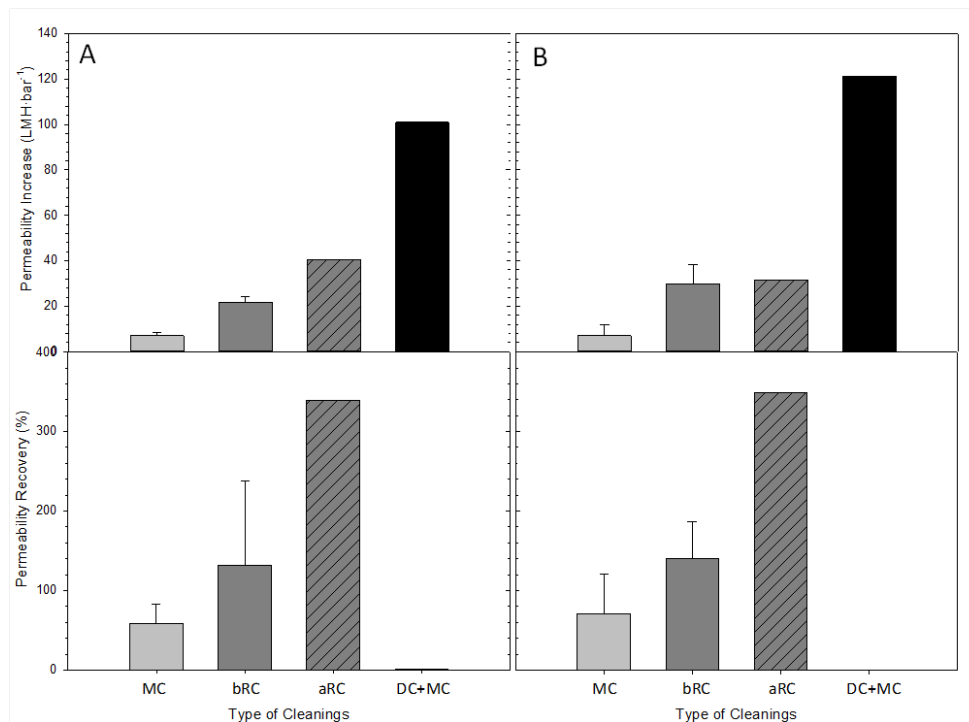 A
B
Permeability Increase (LMH·bar⁻¹)
140
120
100
80
60
40
20
0
Permeability Recovery (%)
400
300
200
100
0
MC bRC aRC DC+MC
MC bRC aRC DC+MC
Type of Cleanings
Type of Cleanings